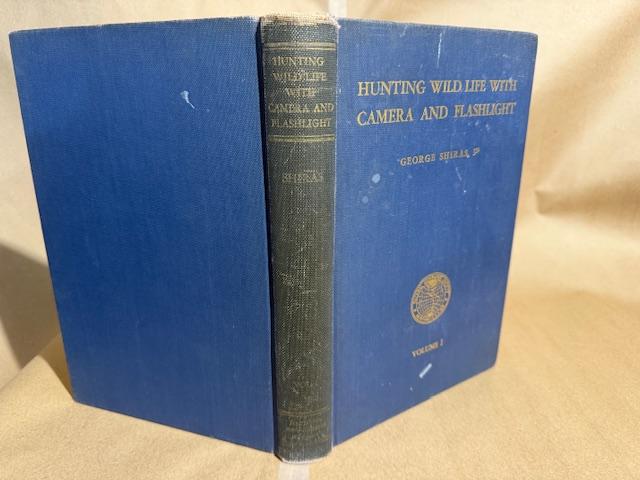 HUNTING
WILD LIFE
WITH
CAMERA AND
FLASHLIGHT
SHIRAS
HUNTING WILD LIFE WITH
CAMERA AND FLASHLIGHT
GEORGE SHIRAS, 3D
VOLUME I